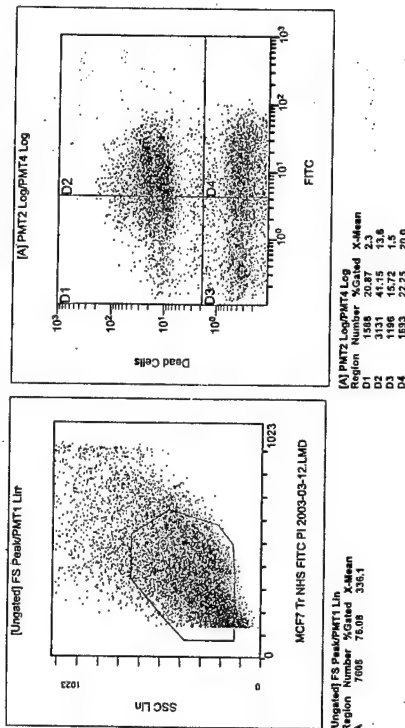 [Ungated] FS Peak/PMT1 Lin
1023
SSC Lin
0
0
1023
MCF7 Tr NHS FITC PI 2003-03-12.LMD
[Ungated] FS Peak/PMT1 Lin
Region Number %Gated X-Mean
A 7608 76.08 336.1
[A] PMT2 Log/PMT4 Log
10³
10²
10¹
10⁰
Dead Cells
D1
D2
D3
D4
10⁰
10¹
10²
10³
FITC
[A] PMT2 Log/PMT4 Log
Region Number %Gated X-Mean
D1 1588 20.87 2.3
D2 3131 41.15 13.6
D3 1196 15.72 1.5
D4 1693 22.25 20.0